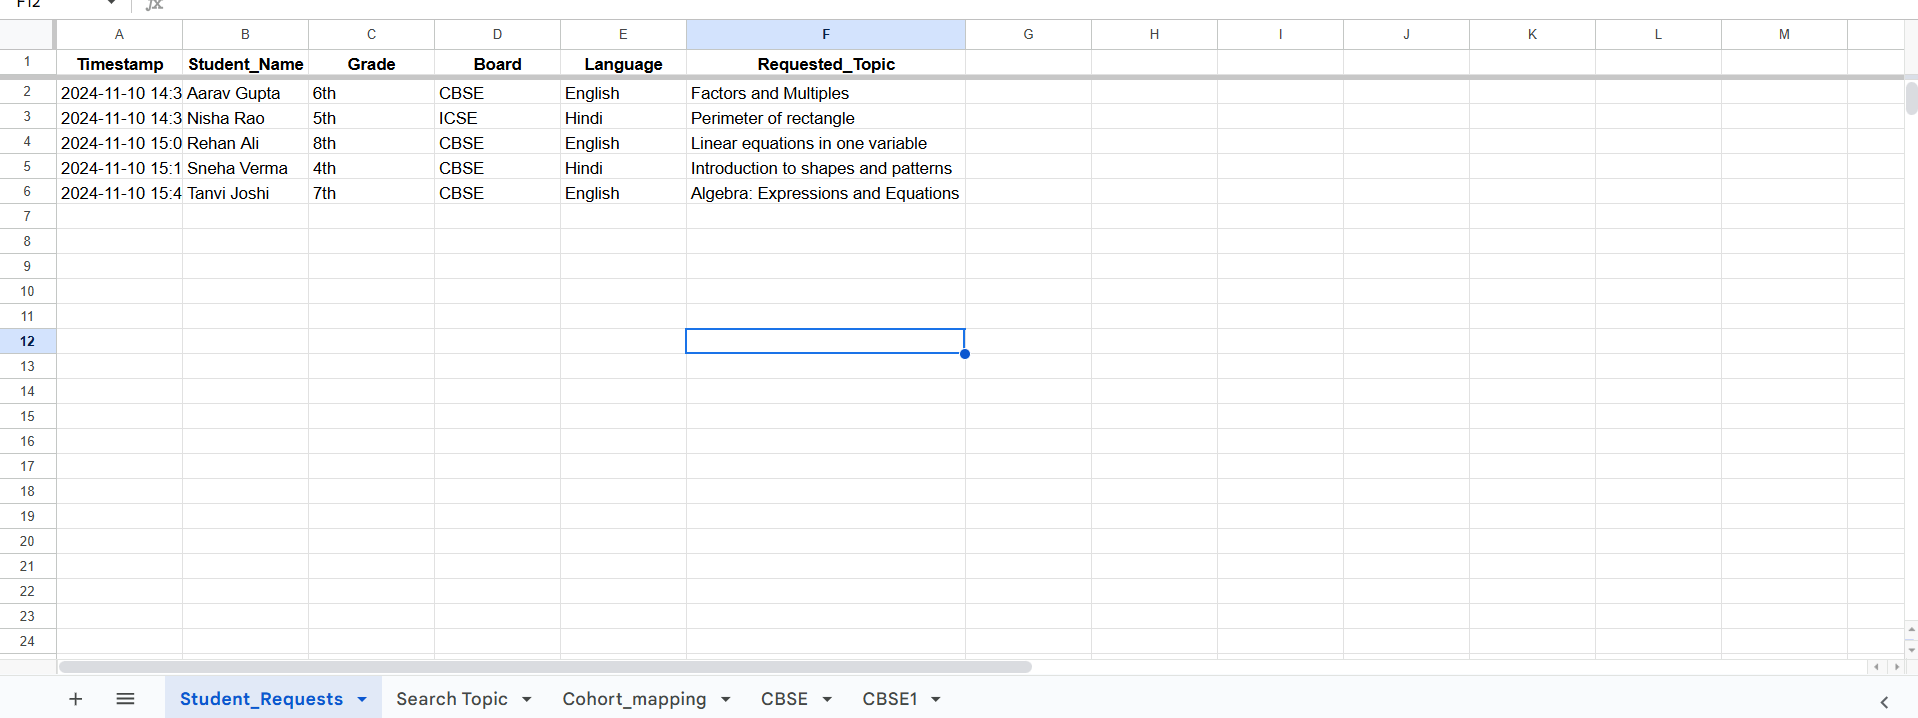 F12 fx
A B C D E F G H I J K L M
1 Timestamp Student_Name Grade Board Language Requested_Topic
2 2024-11-10 14:3 Aarav Gupta 6th CBSE English Factors and Multiples
3 2024-11-10 14:3 Nisha Rao 5th ICSE Hindi Perimeter of rectangle
4 2024-11-10 15:0 Rehan Ali 8th CBSE English Linear equations in one variable
5 2024-11-10 15:1 Sneha Verma 4th CBSE Hindi Introduction to shapes and patterns
6 2024-11-10 15:4 Tanvi Joshi 7th CBSE English Algebra: Expressions and Equations
7
8
9
10
11
12
13
14
15
16
17
18
19
20
21
22
23
24
Student_Requests Search Topic Cohort_mapping CBSE CBSE1